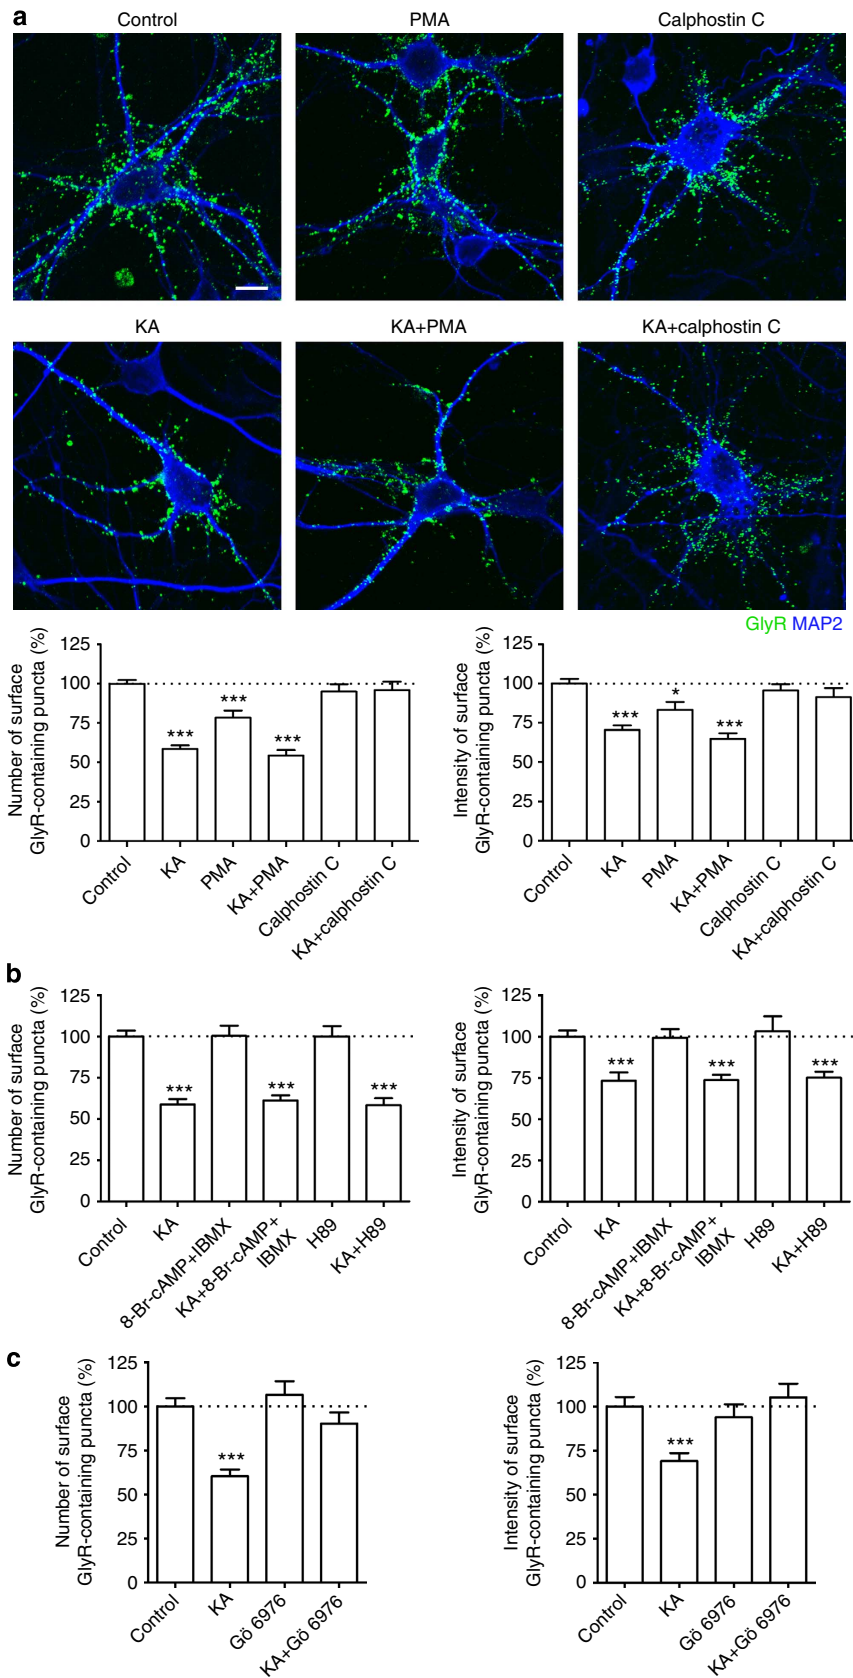 a
Control
PMA
Calphostin C
KA
KA+PMA
KA+calphostin C
GlyR MAP2
Number of surface
GlyR-containing puncta (%)
125
100
75
50
25
0
***
***
***
Control
KA
PMA
KA+PMA
Calphostin C
KA+calphostin C
Intensity of surface
GlyR-containing puncta (%)
125
100
75
50
25
0
***
*
***
Control
KA
PMA
KA+PMA
Calphostin C
KA+calphostin C
b
Number of surface
GlyR-containing puncta (%)
125
100
75
50
25
0
***
***
***
Control
KA
8-Br-cAMP+IBMX
KA+8-Br-cAMP+
IBMX
H89
KA+H89
Intensity of surface
GlyR-containing puncta (%)
125
100
75
50
25
0
***
***
***
Control
KA
8-Br-cAMP+IBMX
KA+8-Br-cAMP+
IBMX
H89
KA+H89
c
Number of surface
GlyR-containing puncta (%)
125
100
75
50
25
0
***
Control
KA
Gö 6976
KA+Gö 6976
Intensity of surface
GlyR-containing puncta (%)
125
100
75
50
25
0
***
Control
KA
Gö 6976
KA+Gö 6976